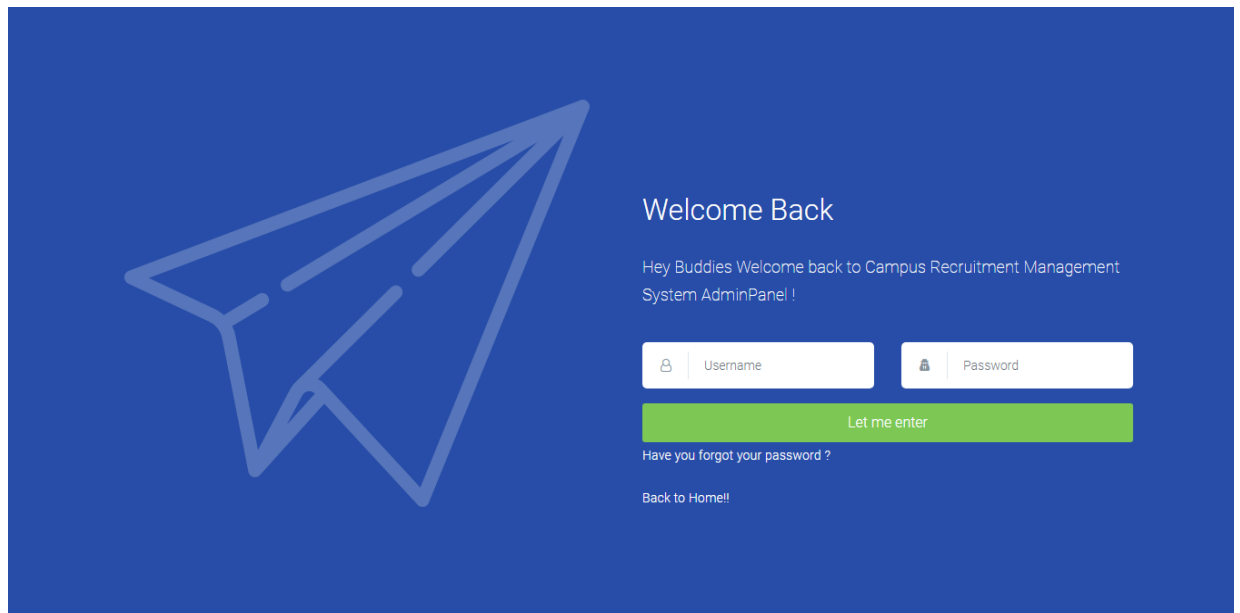 Welcome Back
Hey Buddies Welcome back to Campus Recruitment Management
System AdminPanel !
Username
Password
Let me enter
Have you forgot your password ?
Back to Home!!